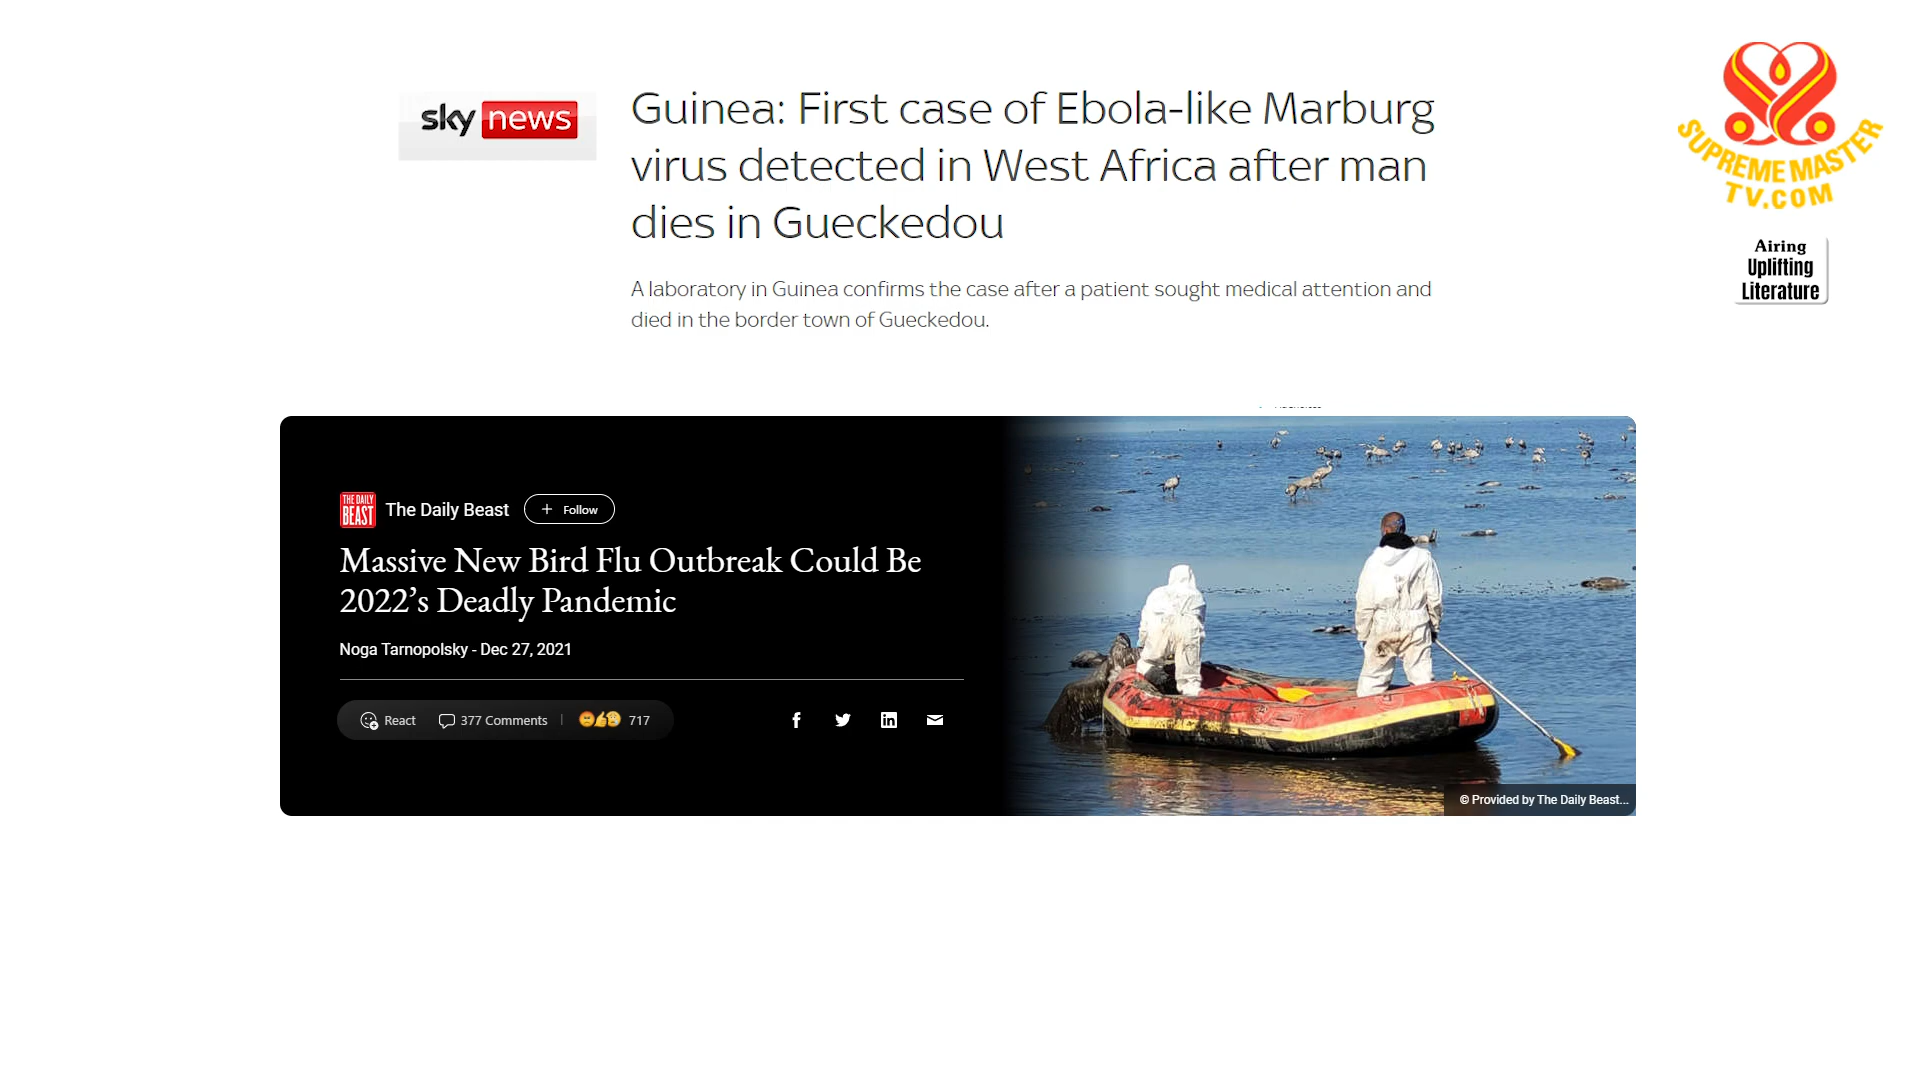 sky news
Guinea: First case of Ebola-like Marburg
virus detected in West Africa after man
dies in Gueckedou
A laboratory in Guinea confirms the case after a patient sought medical attention and
died in the border town of Gueckedou.
SUPREME MASTER
TV.COM
Airing
Uplifting
Literature
THE DAILY
BEAST
The Daily Beast
+ Follow
Massive New Bird Flu Outbreak Could Be
2022’s Deadly Pandemic
Noga Tarnopolsky - Dec 27, 2021
React 377 Comments | 717
© Provided by The Daily Beast...